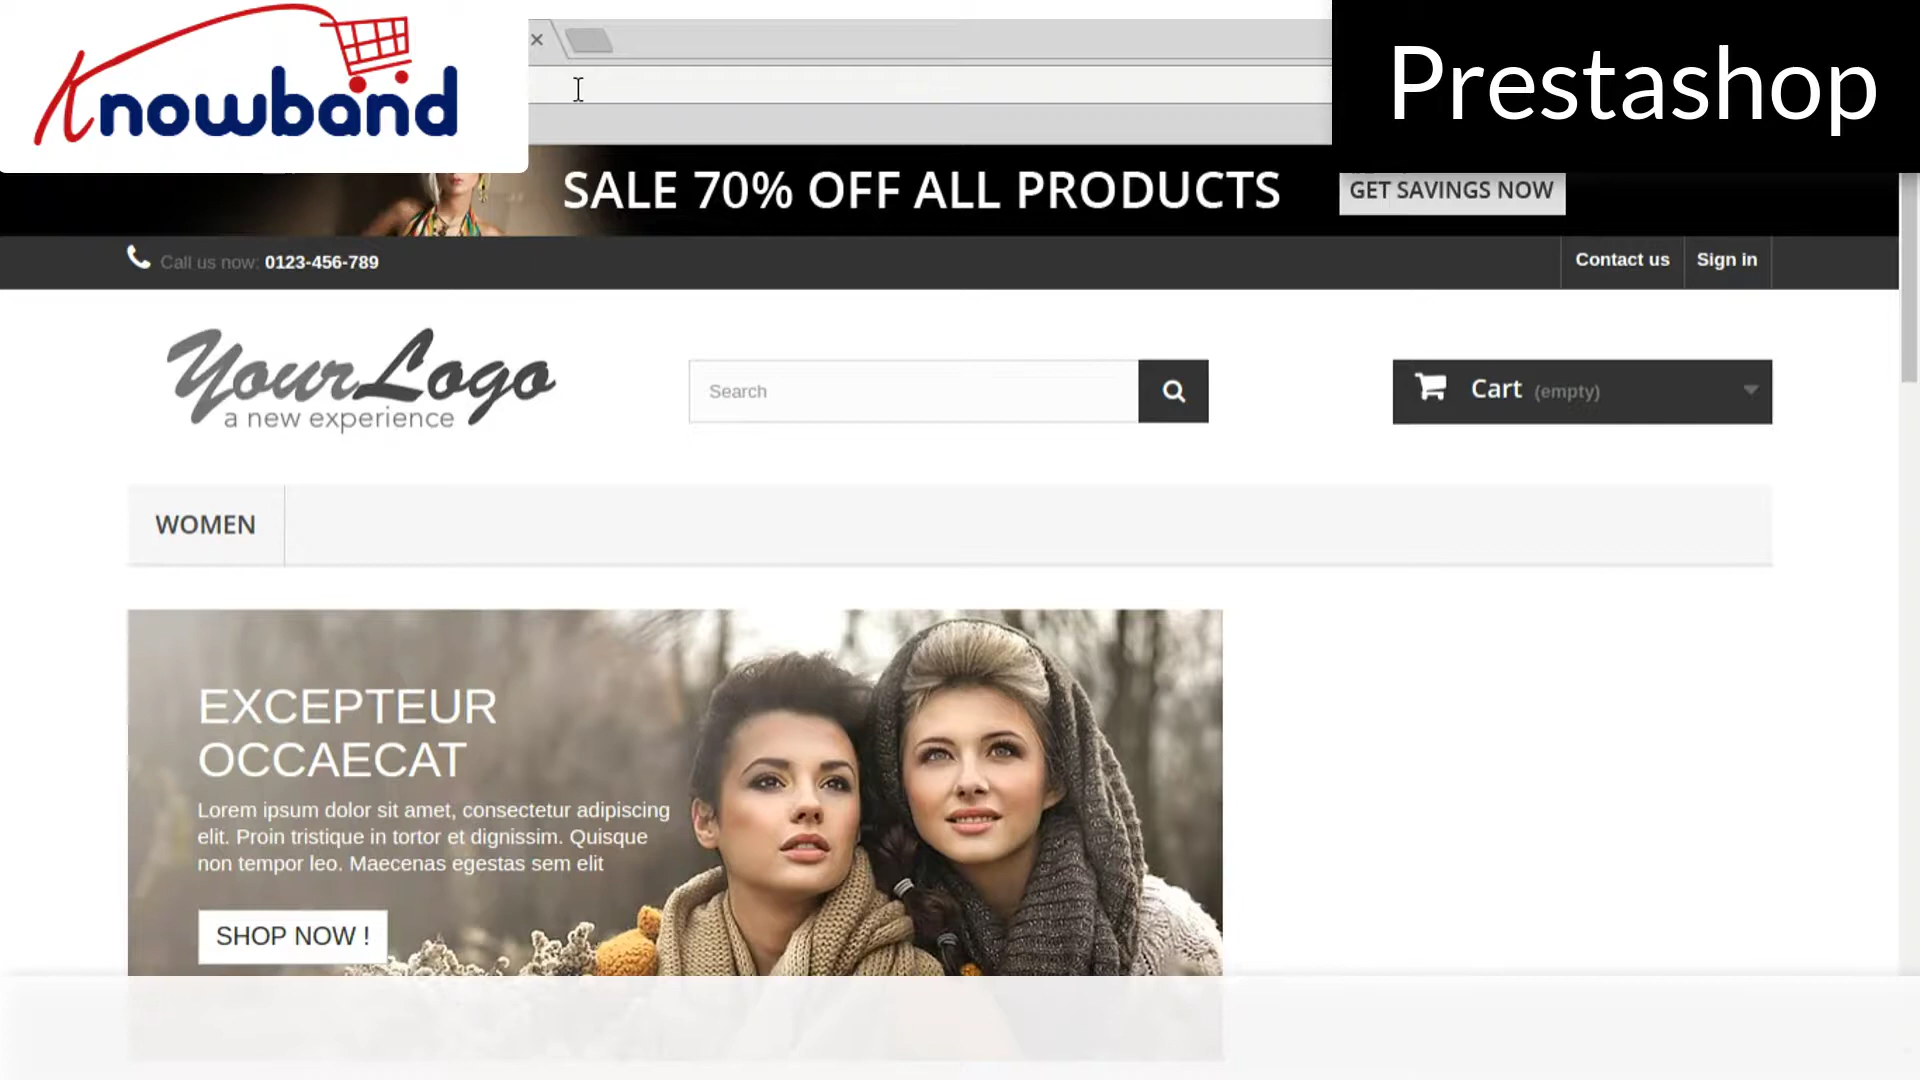 Knowband
Prestashop
SALE 70% OFF ALL PRODUCTS
GET SAVINGS NOW
Call us now: 0123-456-789
Contact us
Sign in
YourLogo
a new experience
Search
Cart (empty)
WOMEN
EXCEPTEUR
OCCAECAT
Lorem ipsum dolor sit amet, consectetur adipiscing
elit. Proin tristique in tortor et dignissim. Quisque
non tempor leo. Maecenas egestas sem elit
SHOP NOW !